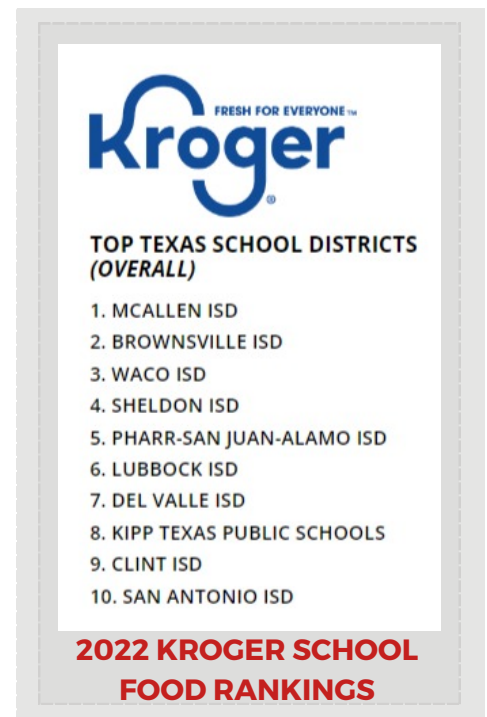 FRESH FOR EVERYONE™
Kroger®
TOP TEXAS SCHOOL DISTRICTS
(OVERALL)
1. MCALLEN ISD
2. BROWNSVILLE ISD
3. WACO ISD
4. SHELDON ISD
5. PHARR-SAN JUAN-ALAMO ISD
6. LUBBOCK ISD
7. DEL VALLE ISD
8. KIPP TEXAS PUBLIC SCHOOLS
9. CLINT ISD
10. SAN ANTONIO ISD
2022 KROGER SCHOOL
FOOD RANKINGS